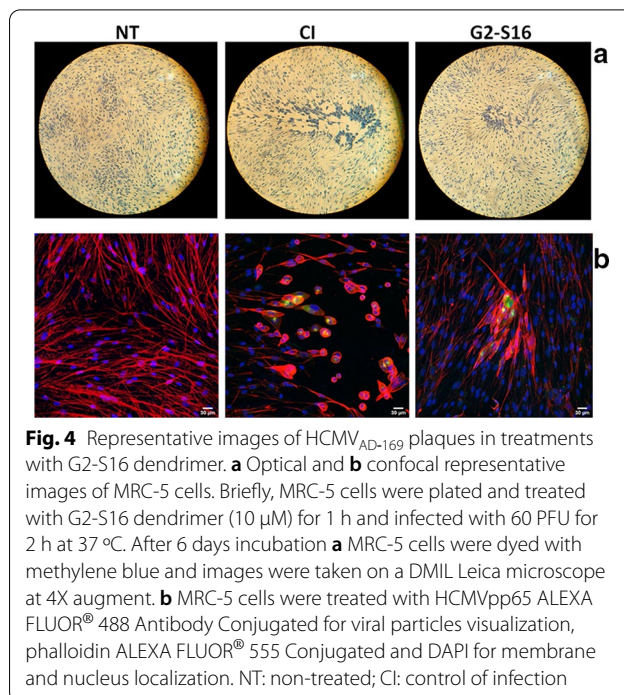 NT CI G2-S16
a
b
30 µm 30 µm 30 µm
Fig. 4 Representative images of HCMVAD-169 plaques in treatments
with G2-S16 dendrimer. a Optical and b confocal representative
images of MRC-5 cells. Briefly, MRC-5 cells were plated and treated
with G2-S16 dendrimer (10 µM) for 1 h and infected with 60 PFU for
2 h at 37 ºC. After 6 days incubation a MRC-5 cells were dyed with
methylene blue and images were taken on a DMIL Leica microscope
at 4X augment. b MRC-5 cells were treated with HCMVpp65 ALEXA
FLUOR® 488 Antibody Conjugated for viral particles visualization,
phalloidin ALEXA FLUOR® 555 Conjugated and DAPI for membrane
and nucleus localization. NT: non-treated; CI: control of infection